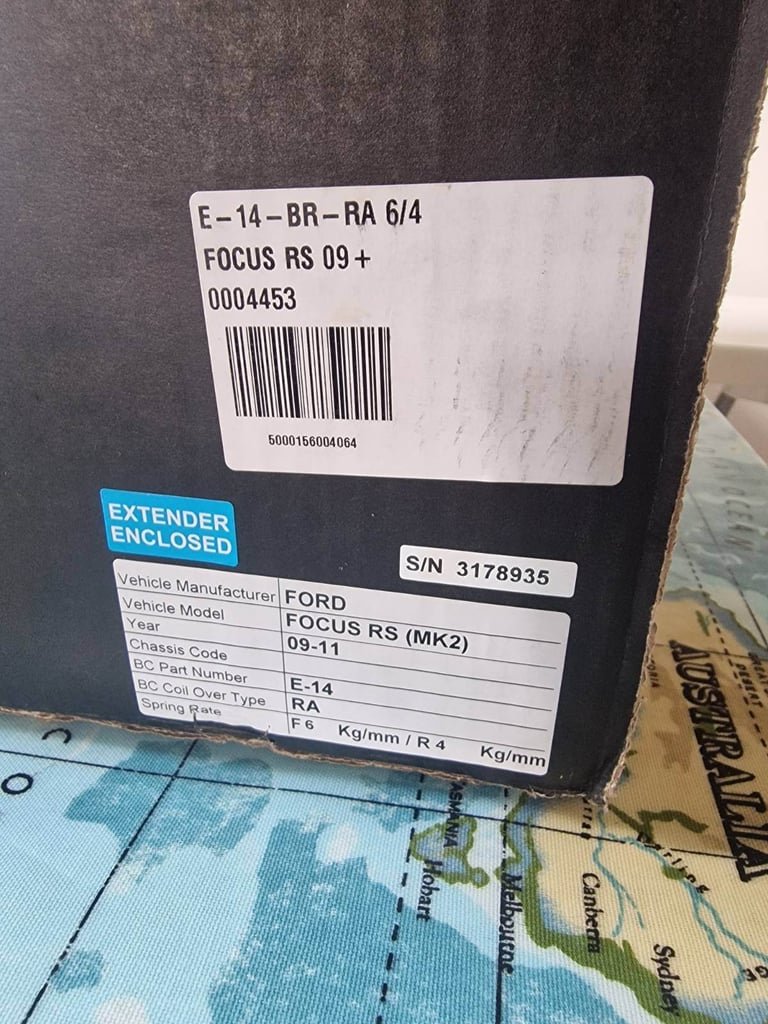 E-14-BR-RA 6/4
FOCUS RS 09+
0004453
5000156004064
EXTENDER
ENCLOSED
S/N 3178935
Vehicle Manufacturer FORD
Vehicle Model FOCUS RS (MK2)
Year 09-11
Chassis Code
BC Part Number E-14
BC Coil Over Type RA
Spring Rate F 6 Kg/mm / R 4 Kg/mm
AUSTRALIA
Darling
Hobart
Melbourne
Canberra
Sydney